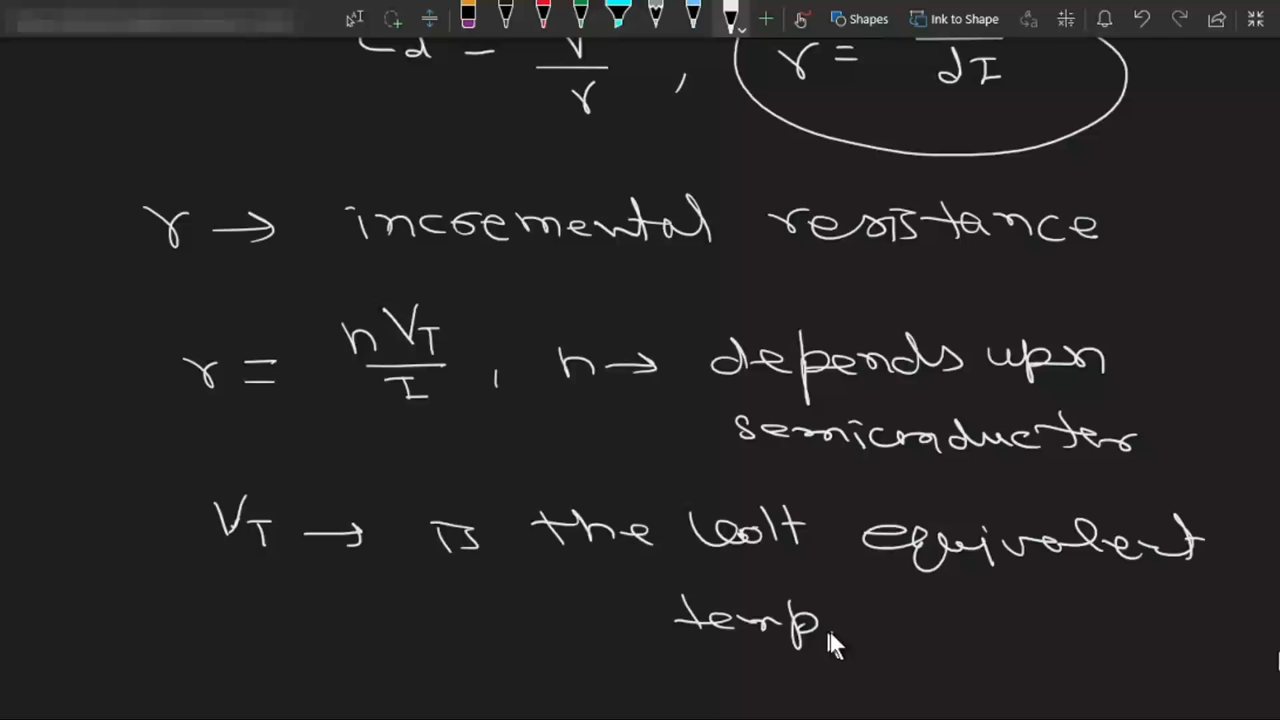 Shapes Ink to Shape
d = V/r , r = /dI
r → incremental resistance
r = nV_T/I , n → depends upon
semiconductor
V_T → is the volt equivalent
temp.